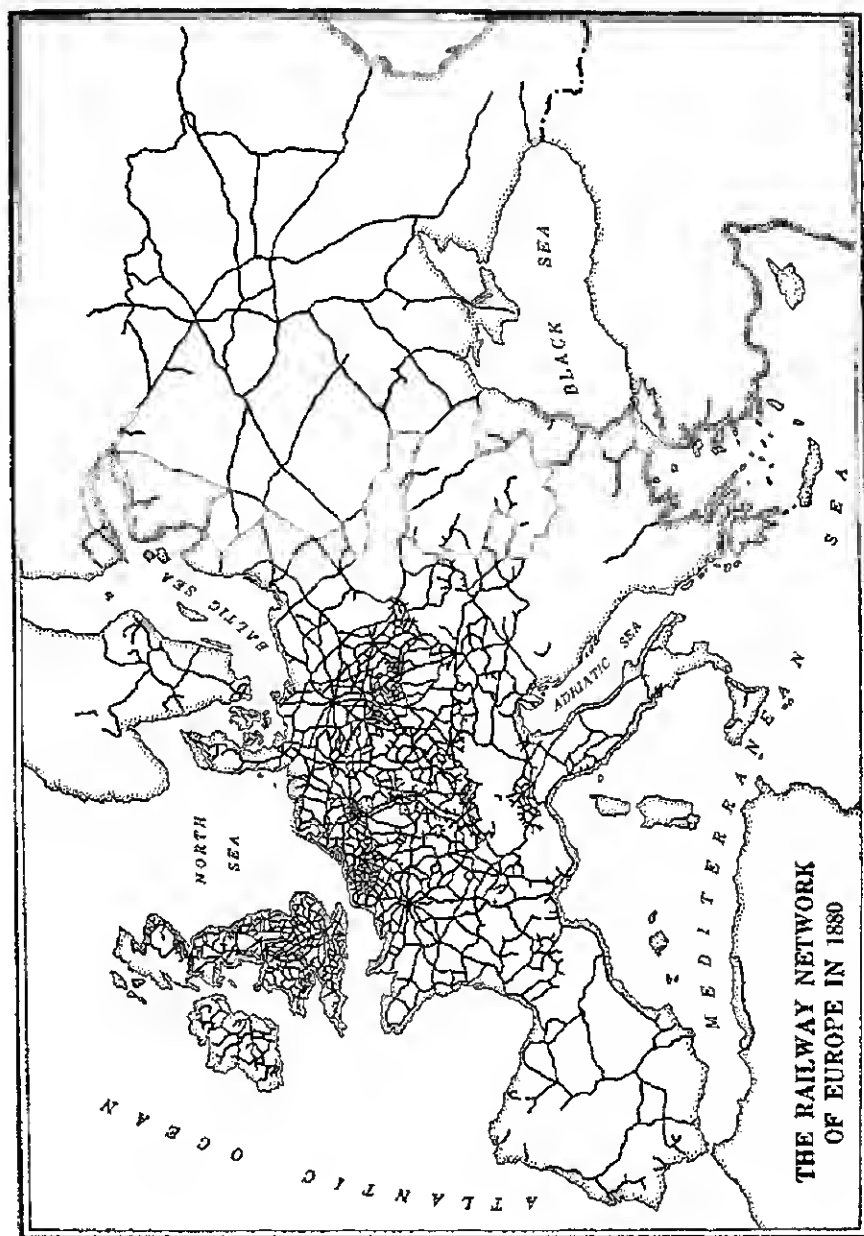 ATLANTIC OCEAN
NORTH
SEA
BALTIC SEA
BLACK SEA
ADRIATIC SEA
MEDITERRANEAN SEA
THE RAILWAY NETWORK
OF EUROPE IN 1880